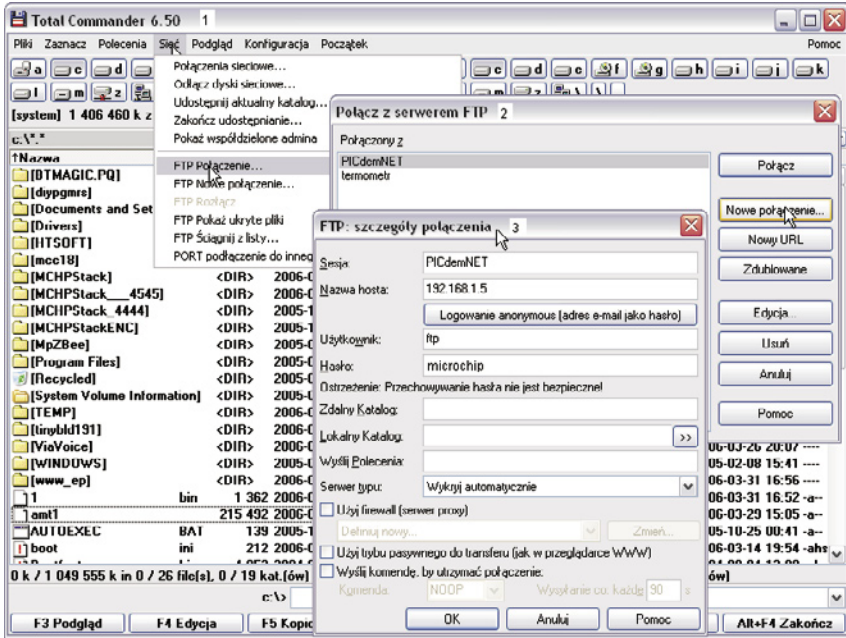 Total Commander 6.50 1
Pliki Zaznacz Polecenia Sieć Podgląd Konfiguracja Początek Pomoc
a c d c d e f g h i j k
l m z
[system] 1 406 460 k z
c:\*.*
↑Nazwa
[BTMAGIC.PQ]
[diypgmrs]
[Documents and Set
[Drivers]
[HTSOFT]
[mcc18]
[MCHPStack] <DIR> 2006-0
[MCHPStack___4545] <DIR> 2006-0
[MCHPStack_4444] <DIR> 2005-1
[MCHPStackENC] <DIR> 2005-1
[MpZBee] <DIR> 2006-0
[Program Files] <DIR> 2005-0
[Recycled] <DIR> 2005-0
[System Volume Information] <DIR> 2005-0
[TEMP] <DIR> 2006-0
[tinybld191] <DIR> 2006-0
[ViaVoice] <DIR> 2006-0
[WINDOWS] <DIR> 2005-0
[www_ep] <DIR> 2006-0
1 bin 1 362 2006-0
amt1 215 492 2006-0
AUTOEXEC BAT 139 2005-1
boot ini 212 2006-0
0 k / 1 049 555 k in 0 / 26 file(s), 0 / 19 kat.(ów)
c:\>
F3 Podgląd F4 Edycja F5 Kopio Alt+F4 Zakończ
Połączenia sieciowe...
Odłącz dyski sieciowe...
Udostępnij aktualny katalog...
Zakończ udostępnianie...
Pokaż współdzielone admina
FTP Połączenie...
FTP Nowe połączenie...
FTP Rozłącz
FTP Pokaż ukryte pliki
FTP Ściągnij z listy...
PORT podłączenie do inneg
Połącz z serwerem FTP 2
Połączony z
PICdemNET
termometr
Połącz
Nowe połączenie...
Nowy URL
Zdublowane
Edycja...
Usuń
Anuluj
Pomoc
FTP: szczegóły połączenia 3
Sesja: PICdemNET
Nazwa hosta: 192.168.1.5
Logowanie anonymous (adres e-mail jako hasło)
Użytkownik: ftp
Hasło: microchip
Ostrzeżenie: Przechowywanie hasła nie jest bezpieczne!
Zdalny Katalog:
Lokalny Katalog: >>
Wyślij Polecenia:
Serwer typu: Wykryj automatycznie
Użyj firewall (serwer proxy)
Definiuj nowy... Zmień...
Użyj trybu pasywnego do transferu (jak w przeglądarce WWW)
Wyślij komendę, by utrzymać połączenie.
Komenda: NOOP Wysyłanie co: każdę 90 s
OK Anuluj Pomoc
06-03-26 20:07 ----
05-02-08 15:41 ----
06-03-31 16:56 ----
06-03-31 16:52 -a--
06-03-29 15:05 -a--
05-10-25 00:41 -a--
06-03-14 19:54 -ahs
ów)